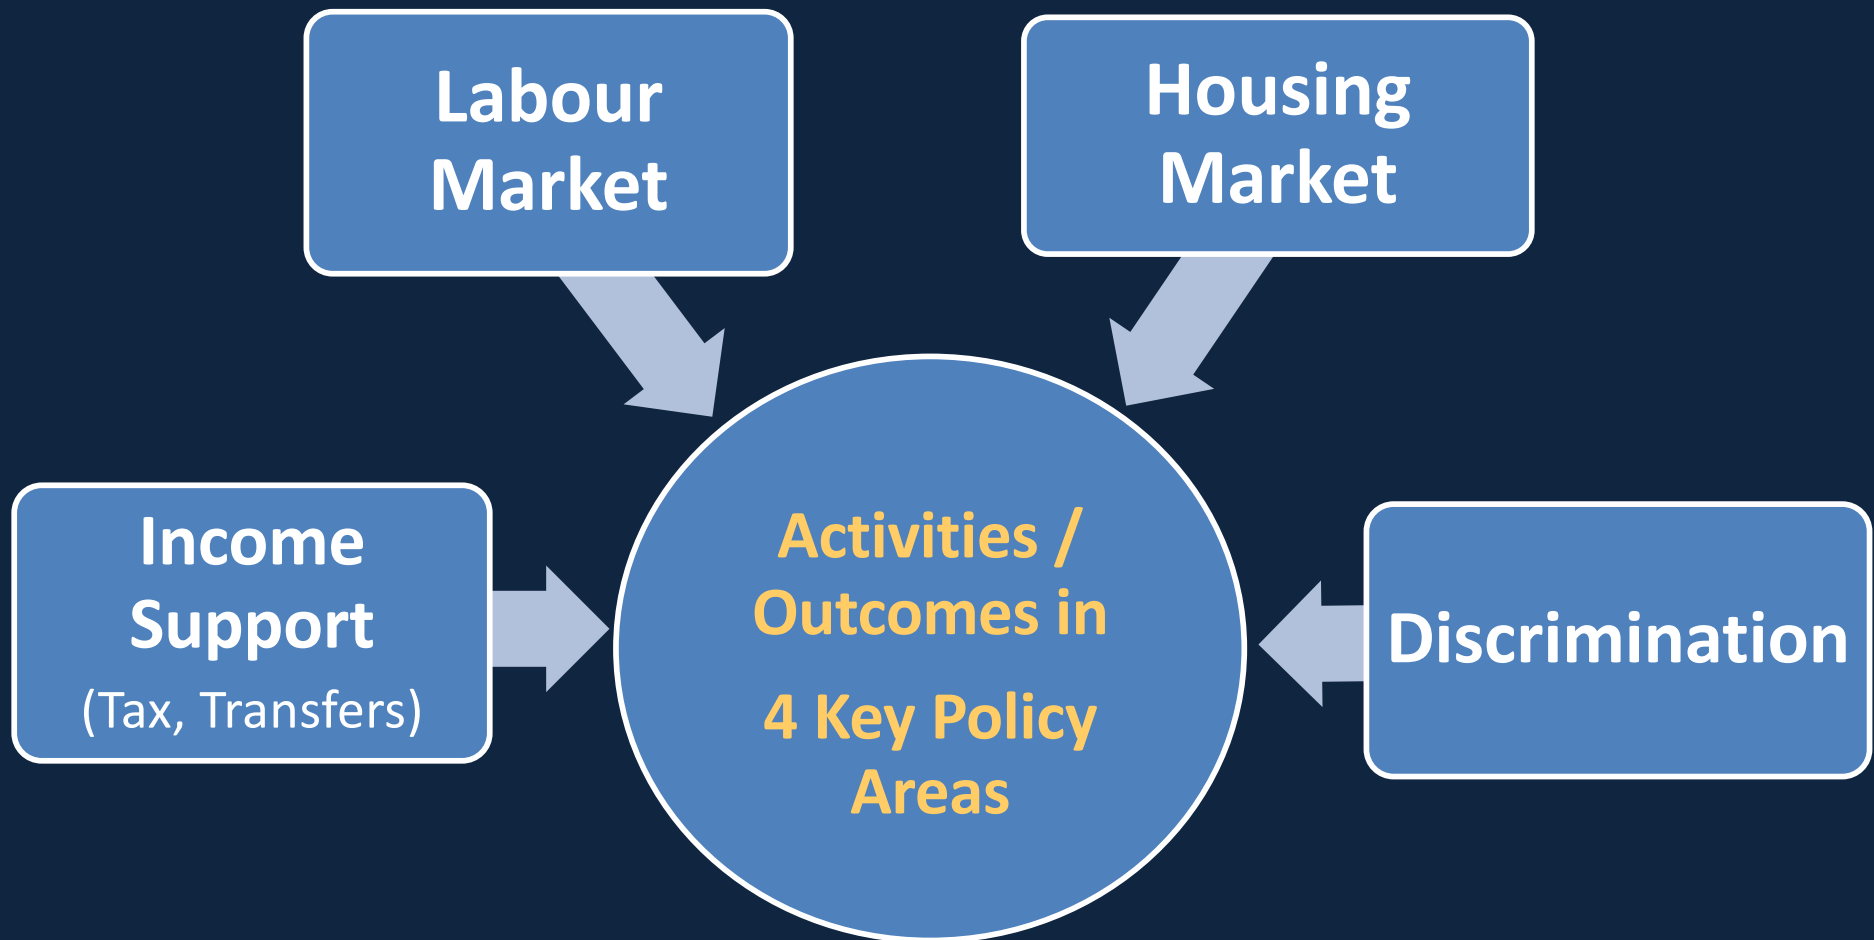 Labour
Market
Housing
Market
Income
Support
(Tax, Transfers)
Activities /
Outcomes in
4 Key Policy
Areas
Discrimination